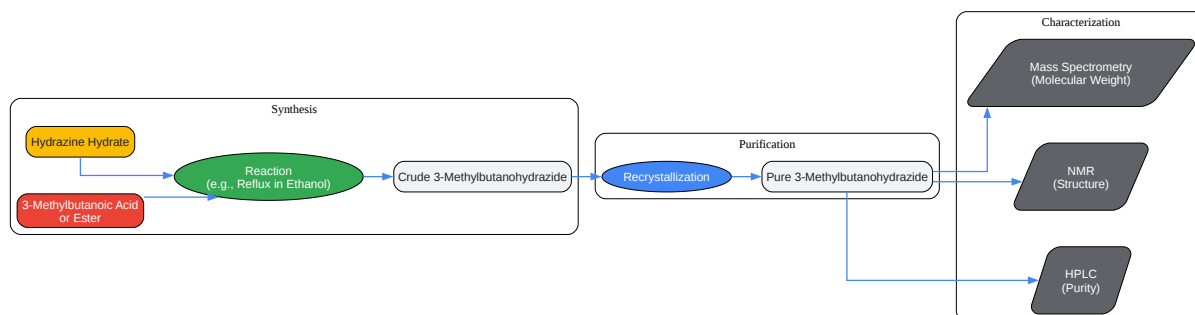 Characterization
Mass Spectrometry
(Molecular Weight)
Synthesis
Hydrazine Hydrate
Reaction
(e.g., Reflux in Ethanol)
Crude 3-Methylbutanohydrazide
3-Methylbutanoic Acid
or Ester
Purification
Recrystallization
Pure 3-Methylbutanohydrazide
NMR
(Structure)
HPLC
(Purity)